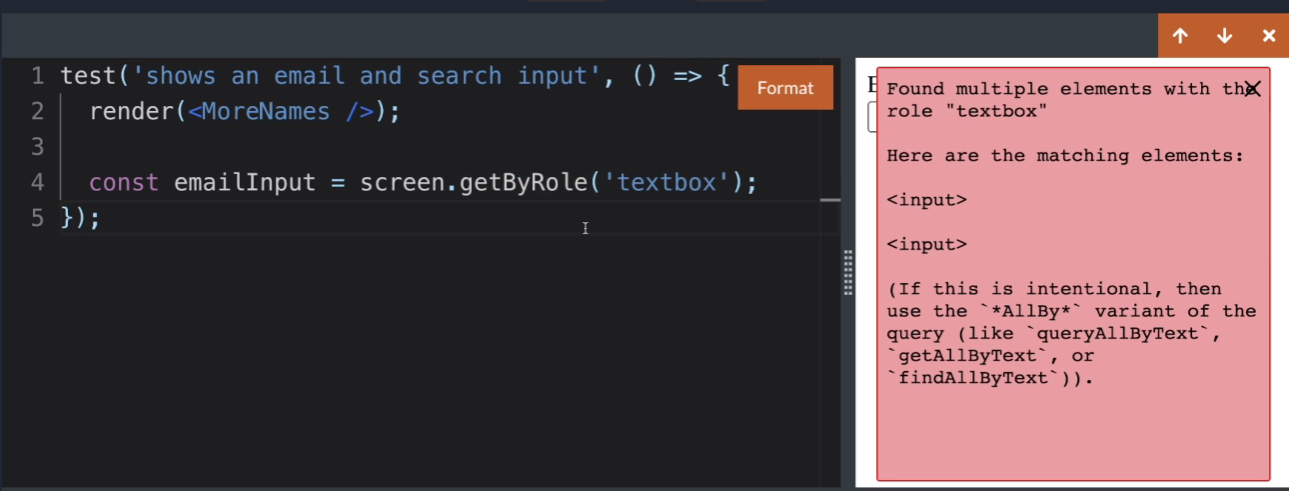 1 test('shows an email and search input', () => {
2 render(<MoreNames />);
3
4 const emailInput = screen.getByRole('textbox');
5 });
Format
Found multiple elements with the
role "textbox"
Here are the matching elements:
<input>
<input>
(If this is intentional, then
use the `*AllBy*` variant of the
query (like `queryAllByText`,
`getAllByText`, or
`findAllByText`)).